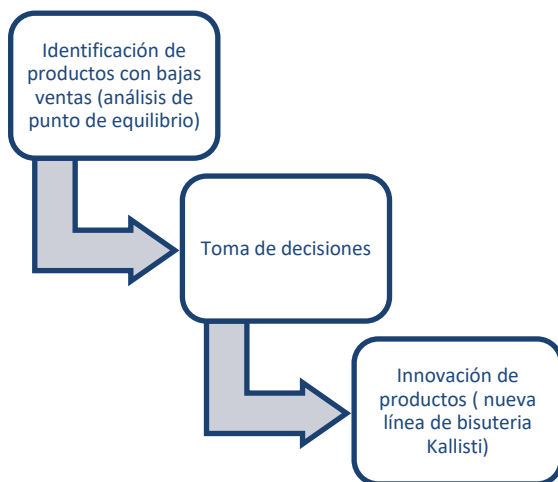 Identificación de
productos con bajas
ventas (análisis de
punto de equilibrio)
Toma de decisiones
Innovación de
productos ( nueva
línea de bisuteria
Kallisti)